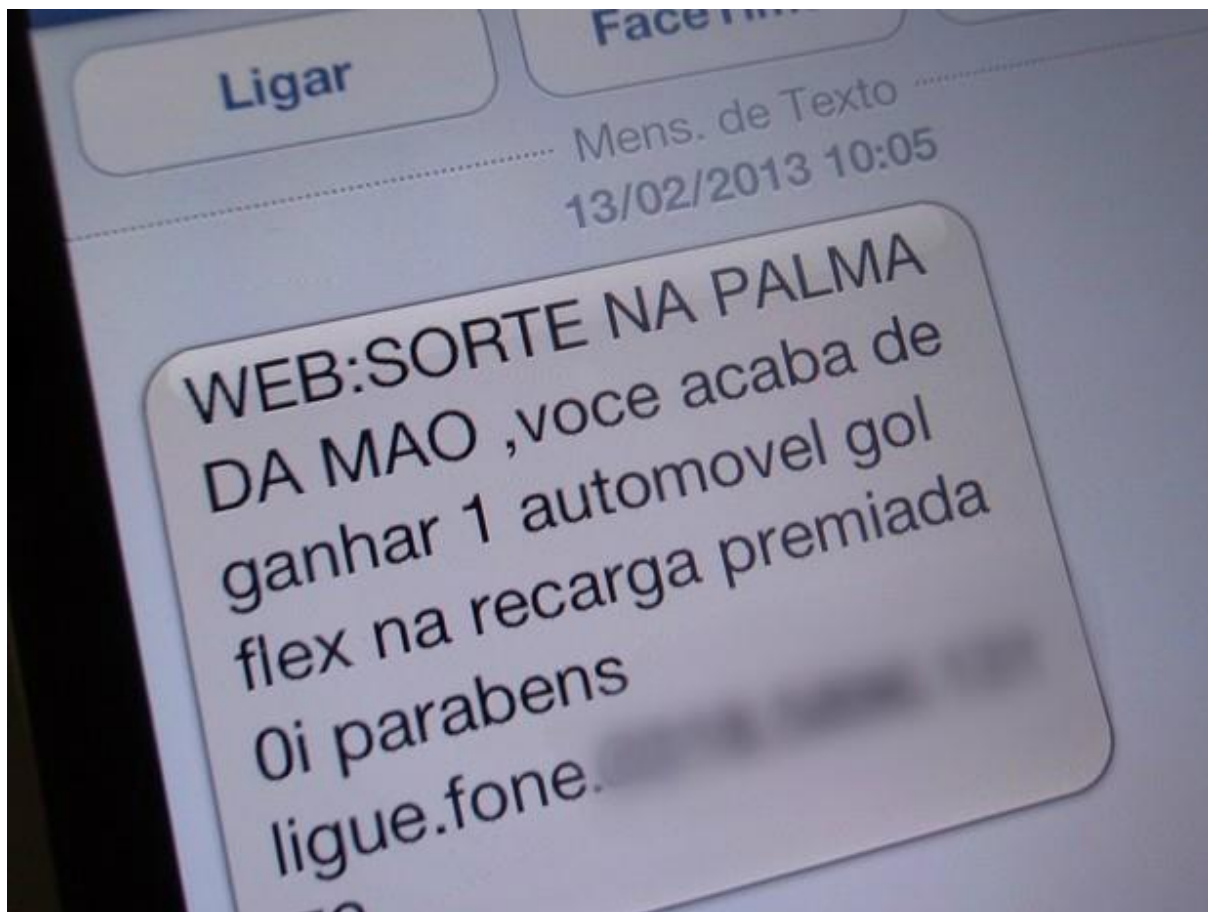 Ligar
Mens. de Texto
13/02/2013 10:05
WEB:SORTE NA PALMA
DA MAO ,voce acaba de
ganhar 1 automovel gol
flex na recarga premiada
0i parabens
ligue.fone.